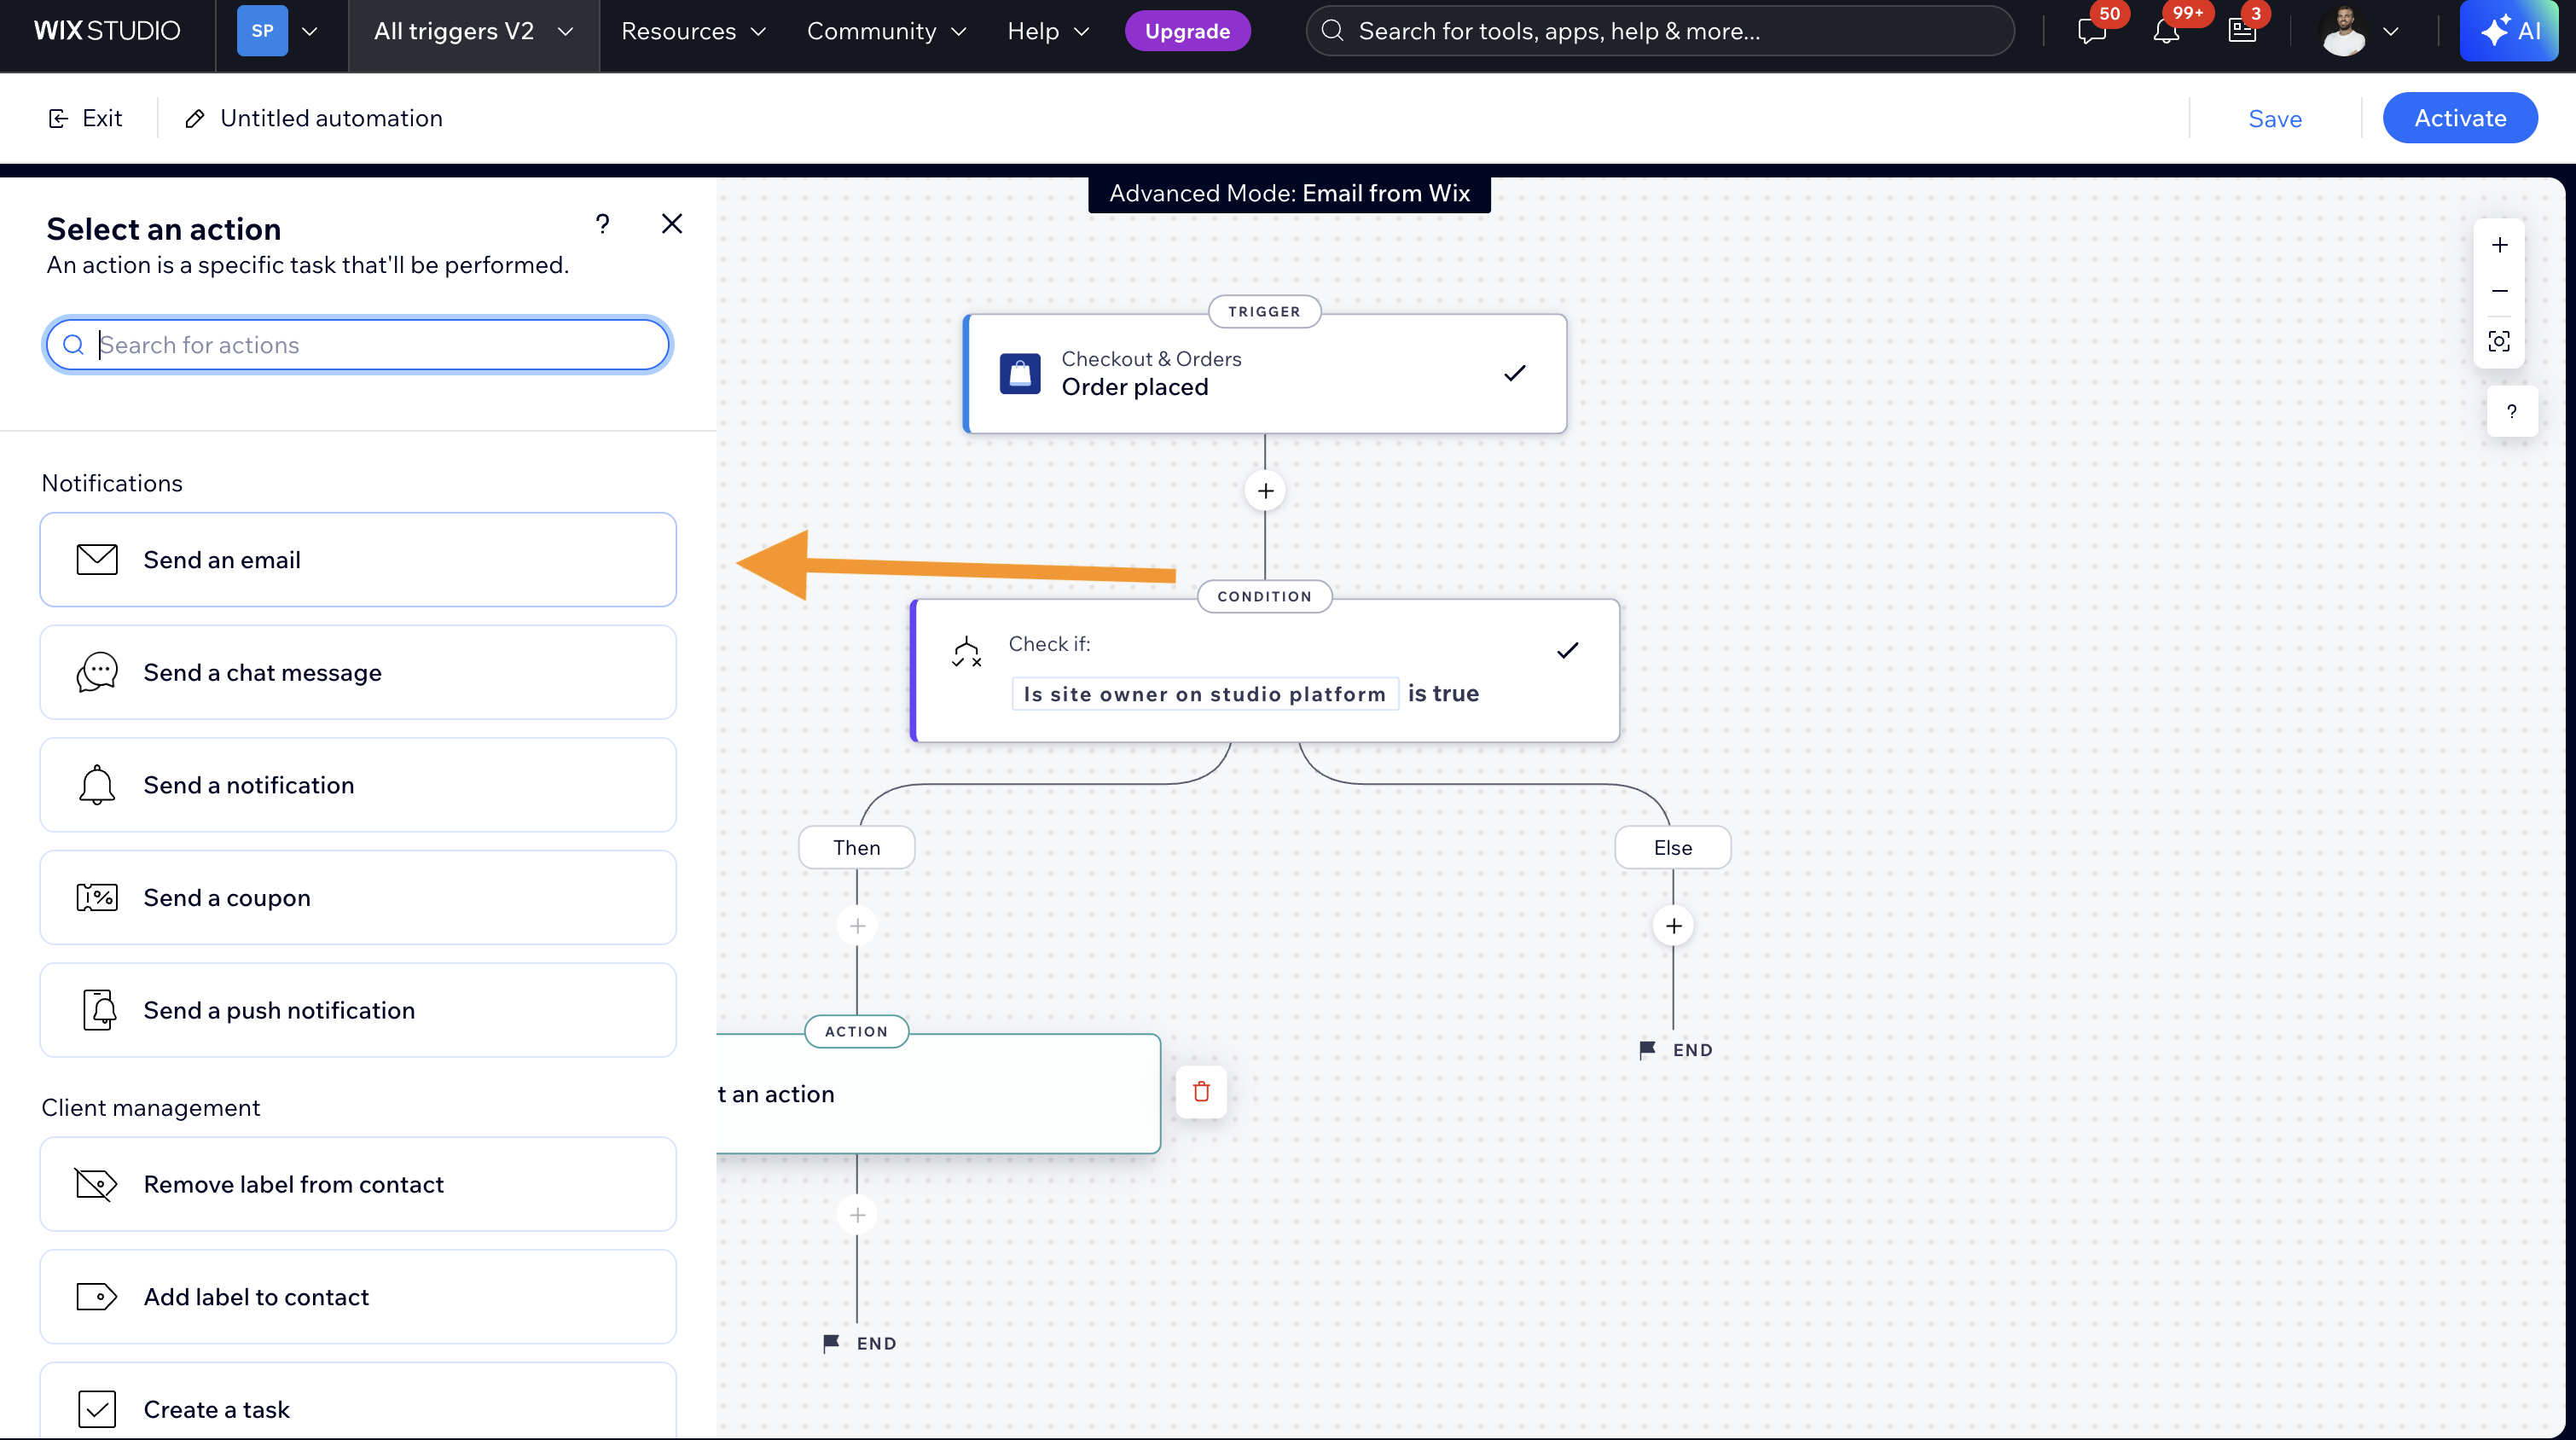 WIX STUDIO
SP
All triggers V2
Resources
Community
Help
Upgrade
Search for tools, apps, help & more...
50
99+
3
AI
Exit
Untitled automation
Save
Activate
Advanced Mode: Email from Wix
Select an action
?
An action is a specific task that'll be performed.
Search for actions
Notifications
Send an email
Send a chat message
Send a notification
Send a coupon
Send a push notification
Client management
Remove label from contact
Add label to contact
Create a task
TRIGGER
Checkout & Orders
Order placed
CONDITION
Check if:
Is site owner on studio platform is true
Then
Else
ACTION
t an action
END
END
?